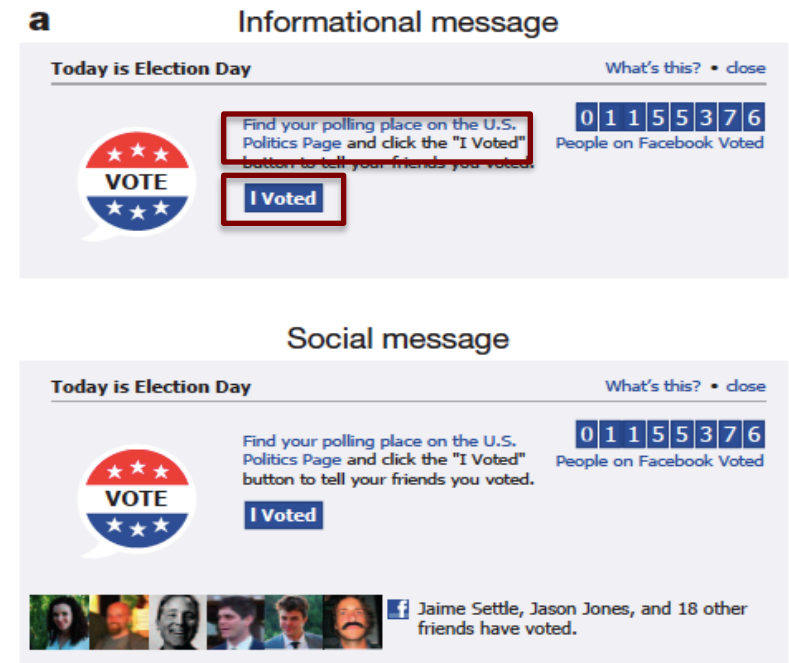 a
Informational message
Today is Election Day
What's this? • close
VOTE
Find your polling place on the U.S.
Politics Page and click the "I Voted"
button to tell your friends you voted.
I Voted
0 1 1 5 5 3 7 6
People on Facebook Voted
Social message
Today is Election Day
What's this? • close
VOTE
Find your polling place on the U.S.
Politics Page and click the "I Voted"
button to tell your friends you voted.
I Voted
0 1 1 5 5 3 7 6
People on Facebook Voted
f
Jaime Settle, Jason Jones, and 18 other
friends have voted.